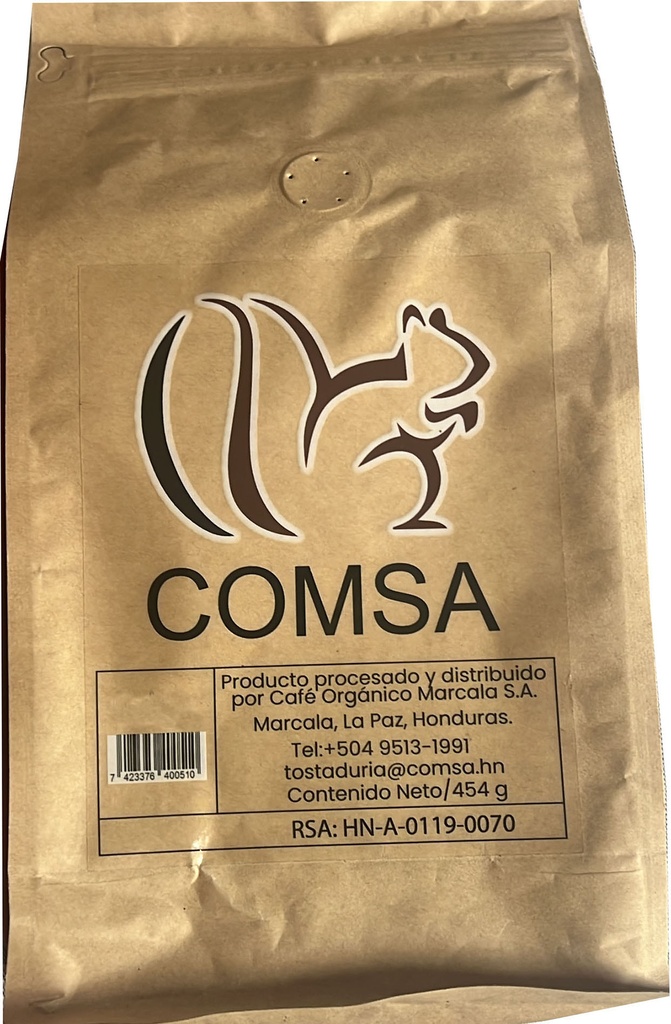 COMSA
Producto procesado y distribuido
por Café Orgánico Marcala S.A.
Marcala, La Paz, Honduras.
Tel:+504 9513-1991
tostaduria@comsa.hn
Contenido Neto/454 g
7 423376 400510
RSA: HN-A-0119-0070